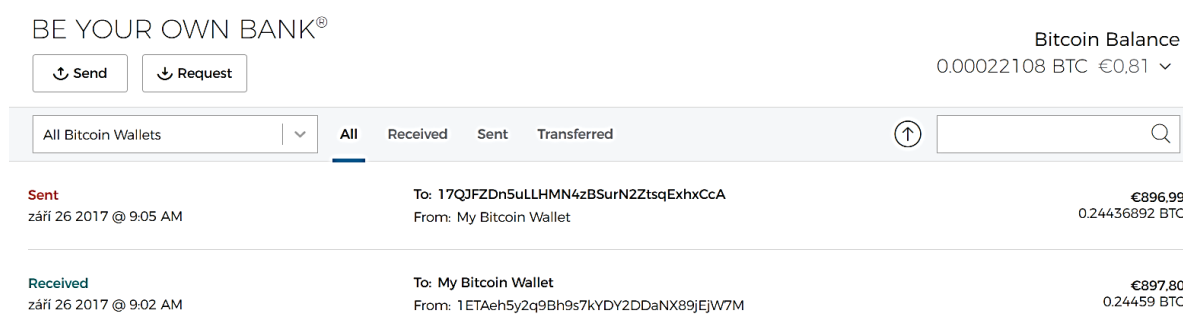 BE YOUR OWN BANK®
Send Request
Bitcoin Balance
0.00022108 BTC €0,81
All Bitcoin Wallets All Received Sent Transferred
Sent To: 17QJFZDn5uLLHMN4zBSurN2ZtsqExhxCcA €896,99
září 26 2017 @ 9:05 AM From: My Bitcoin Wallet 0.24436892 BTC
Received To: My Bitcoin Wallet €897,80
září 26 2017 @ 9:02 AM From: 1ETAeh5y2q9Bh9s7kYDY2DDaNX89jEjW7M 0.24459 BTC